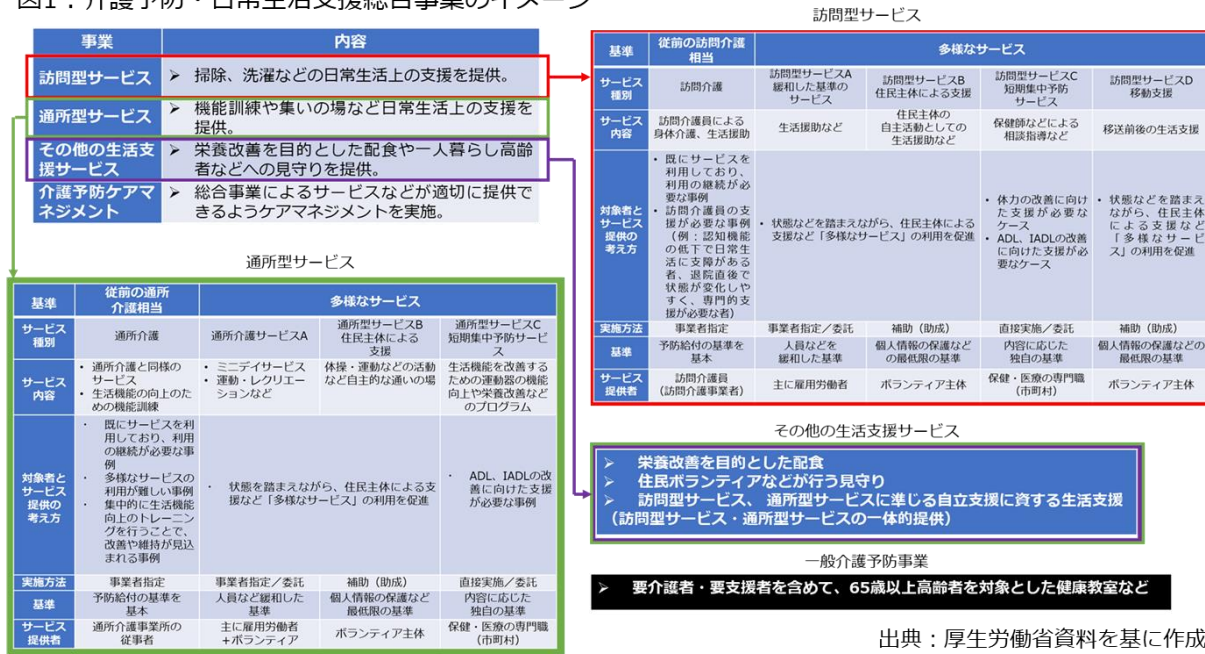 図1：介護予防・日常生活支援総合事業のイメージ
事業
内容
訪問型サービス
➢ 掃除、洗濯などの日常生活上の支援を提供。
通所型サービス
➢ 機能訓練や集いの場など日常生活上の支援を
提供。
その他の生活支
援サービス
➢ 栄養改善を目的とした配食や一人暮らし高齢
者などへの見守りを提供。
介護予防ケアマ
ネジメント
➢ 総合事業によるサービスなどが適切に提供で
きるようケアマネジメントを実施。
訪問型サービス
基準
従前の訪問介護
相当
多様なサービス
サービス
種別
訪問介護
訪問型サービスA
緩和した基準の
サービス
訪問型サービスB
住民主体による支援
訪問型サービスC
短期集中予防
サービス
訪問型サービスD
移動支援
サービス
内容
訪問介護員による
身体介護、生活援助
生活援助など
住民主体の
自主活動としての
生活援助など
保健師などによる
相談指導など
移送前後の生活支援
対象者と
サービス
提供の
考え方
• 既にサービスを
利用しており、
利用の継続が必
要な事例
• 訪問介護員の支
援が必要な事例
（例：認知機能
の低下で日常生
活に支障がある
者、退院直後で
状態が変化しや
すく、専門的支
援が必要な者）
• 状態などを踏まえながら、住民主体による
支援など「多様なサービス」の利用を促進
• 体力の改善に向け
た支援が必要な
ケース
• ADL、IADLの改善
に向けた支援が必
要なケース
• 状態などを踏まえ
ながら、住民主体
による支援など
「多様なサービ
ス」の利用を促進
実施方法
事業者指定
事業者指定／委託
補助（助成）
直接実施／委託
補助（助成）
基準
予防給付の基準を
基本
人員などを
緩和した基準
個人情報の保護など
の最低限の基準
内容に応じた
独自の基準
個人情報の保護などの
最低限の基準
サービス
提供者
訪問介護員
（訪問介護事業者）
主に雇用労働者
ボランティア主体
保健・医療の専門職
（市町村）
ボランティア主体
通所型サービス
基準
従前の通所
介護相当
多様なサービス
サービス
種別
通所介護
通所介護サービスA
通所型サービスB
住民主体による
支援
通所型サービスC
短期集中予防サービ
ス
サービス
内容
• 通所介護と同様の
サービス
• 生活機能の向上のた
めの機能訓練
• ミニデイサービス
• 運動・レクリエー
ションなど
体操・運動などの活動
など自主的な通いの場
生活機能を改善する
ための運動器の機能
向上や栄養改善など
のプログラム
対象者と
サービス
提供の
考え方
・ 既にサービスを利
用しており、利用
の継続が必要な事
例
・ 多様なサービスの
利用が難しい事例
・ 集中的に生活機能
向上のトレーニン
グを行うことで、
改善や維持が見込
まれる事例
・ 状態を踏まえながら、住民主体による支
援など「多様なサービス」の利用を促進
・ ADL、IADLの改
善に向けた支援
が必要な事例
実施方法
事業者指定
事業者指定／委託
補助（助成）
直接実施／委託
基準
予防給付の基準を
基本
人員など緩和した
基準
個人情報の保護など
最低限の基準
内容に応じた
独自の基準
サービス
提供者
通所介護事業所の
従事者
主に雇用労働者
+ボランティア
ボランティア主体
保健・医療の専門職
（市町村）
その他の生活支援サービス
➢ 栄養改善を目的とした配食
➢ 住民ボランティアなどが行う見守り
➢ 訪問型サービス、 通所型サービスに準じる自立支援に資する生活支援
（訪問型サービス・通所型サービスの一体的提供）
一般介護予防事業
➢ 要介護者・要支援者を含めて、65歳以上高齢者を対象とした健康教室など
出典：厚生労働省資料を基に作成